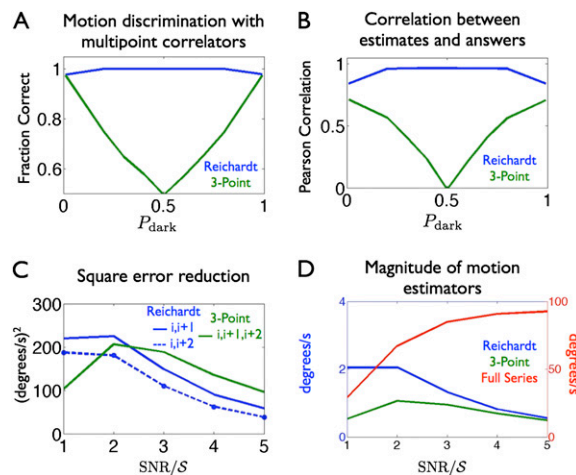 A
Motion discrimination with
multipoint correlators
Fraction Correct
1
0.8
0.6
Reichardt
3-Point
0
0.5
1
P_dark
B
Correlation between
estimates and answers
Pearson Correlation
1
0.5
0
Reichardt
3-Point
0
0.5
1
P_dark
C
Square error reduction
(degrees/s)²
300
200
100
0
Reichardt
i,i+1
i,i+2
3-Point
i,i+1,i+2
1 2 3 4 5
SNR/S
D
Magnitude of motion
estimators
degrees/s
4
2
0
Reichardt
3-Point
Full Series
100
50
0
degrees/s
1 2 3 4 5
SNR/S